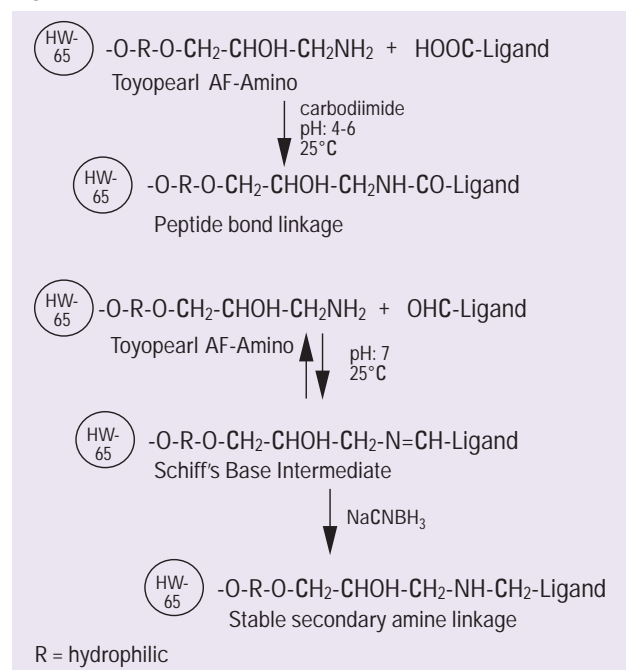 HW-65 -O-R-O-CH₂-CHOH-CH₂NH₂ + HOOC-Ligand
Toyopearl AF-Amino
carbodiimide
pH: 4-6
25°C
HW-65 -O-R-O-CH₂-CHOH-CH₂NH-CO-Ligand
Peptide bond linkage
HW-65 -O-R-O-CH₂-CHOH-CH₂NH₂ + OHC-Ligand
Toyopearl AF-Amino
pH: 7
25°C
HW-65 -O-R-O-CH₂-CHOH-CH₂-N=CH-Ligand
Schiff's Base Intermediate
NaCNBH₃
HW-65 -O-R-O-CH₂-CHOH-CH₂-NH-CH₂-Ligand
Stable secondary amine linkage
R = hydrophilic